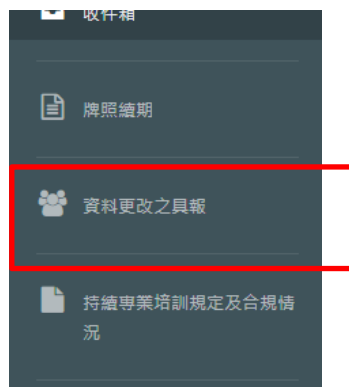 收件箱
牌照續期
資料更改之具報
持續專業培訓規定及合規情
況